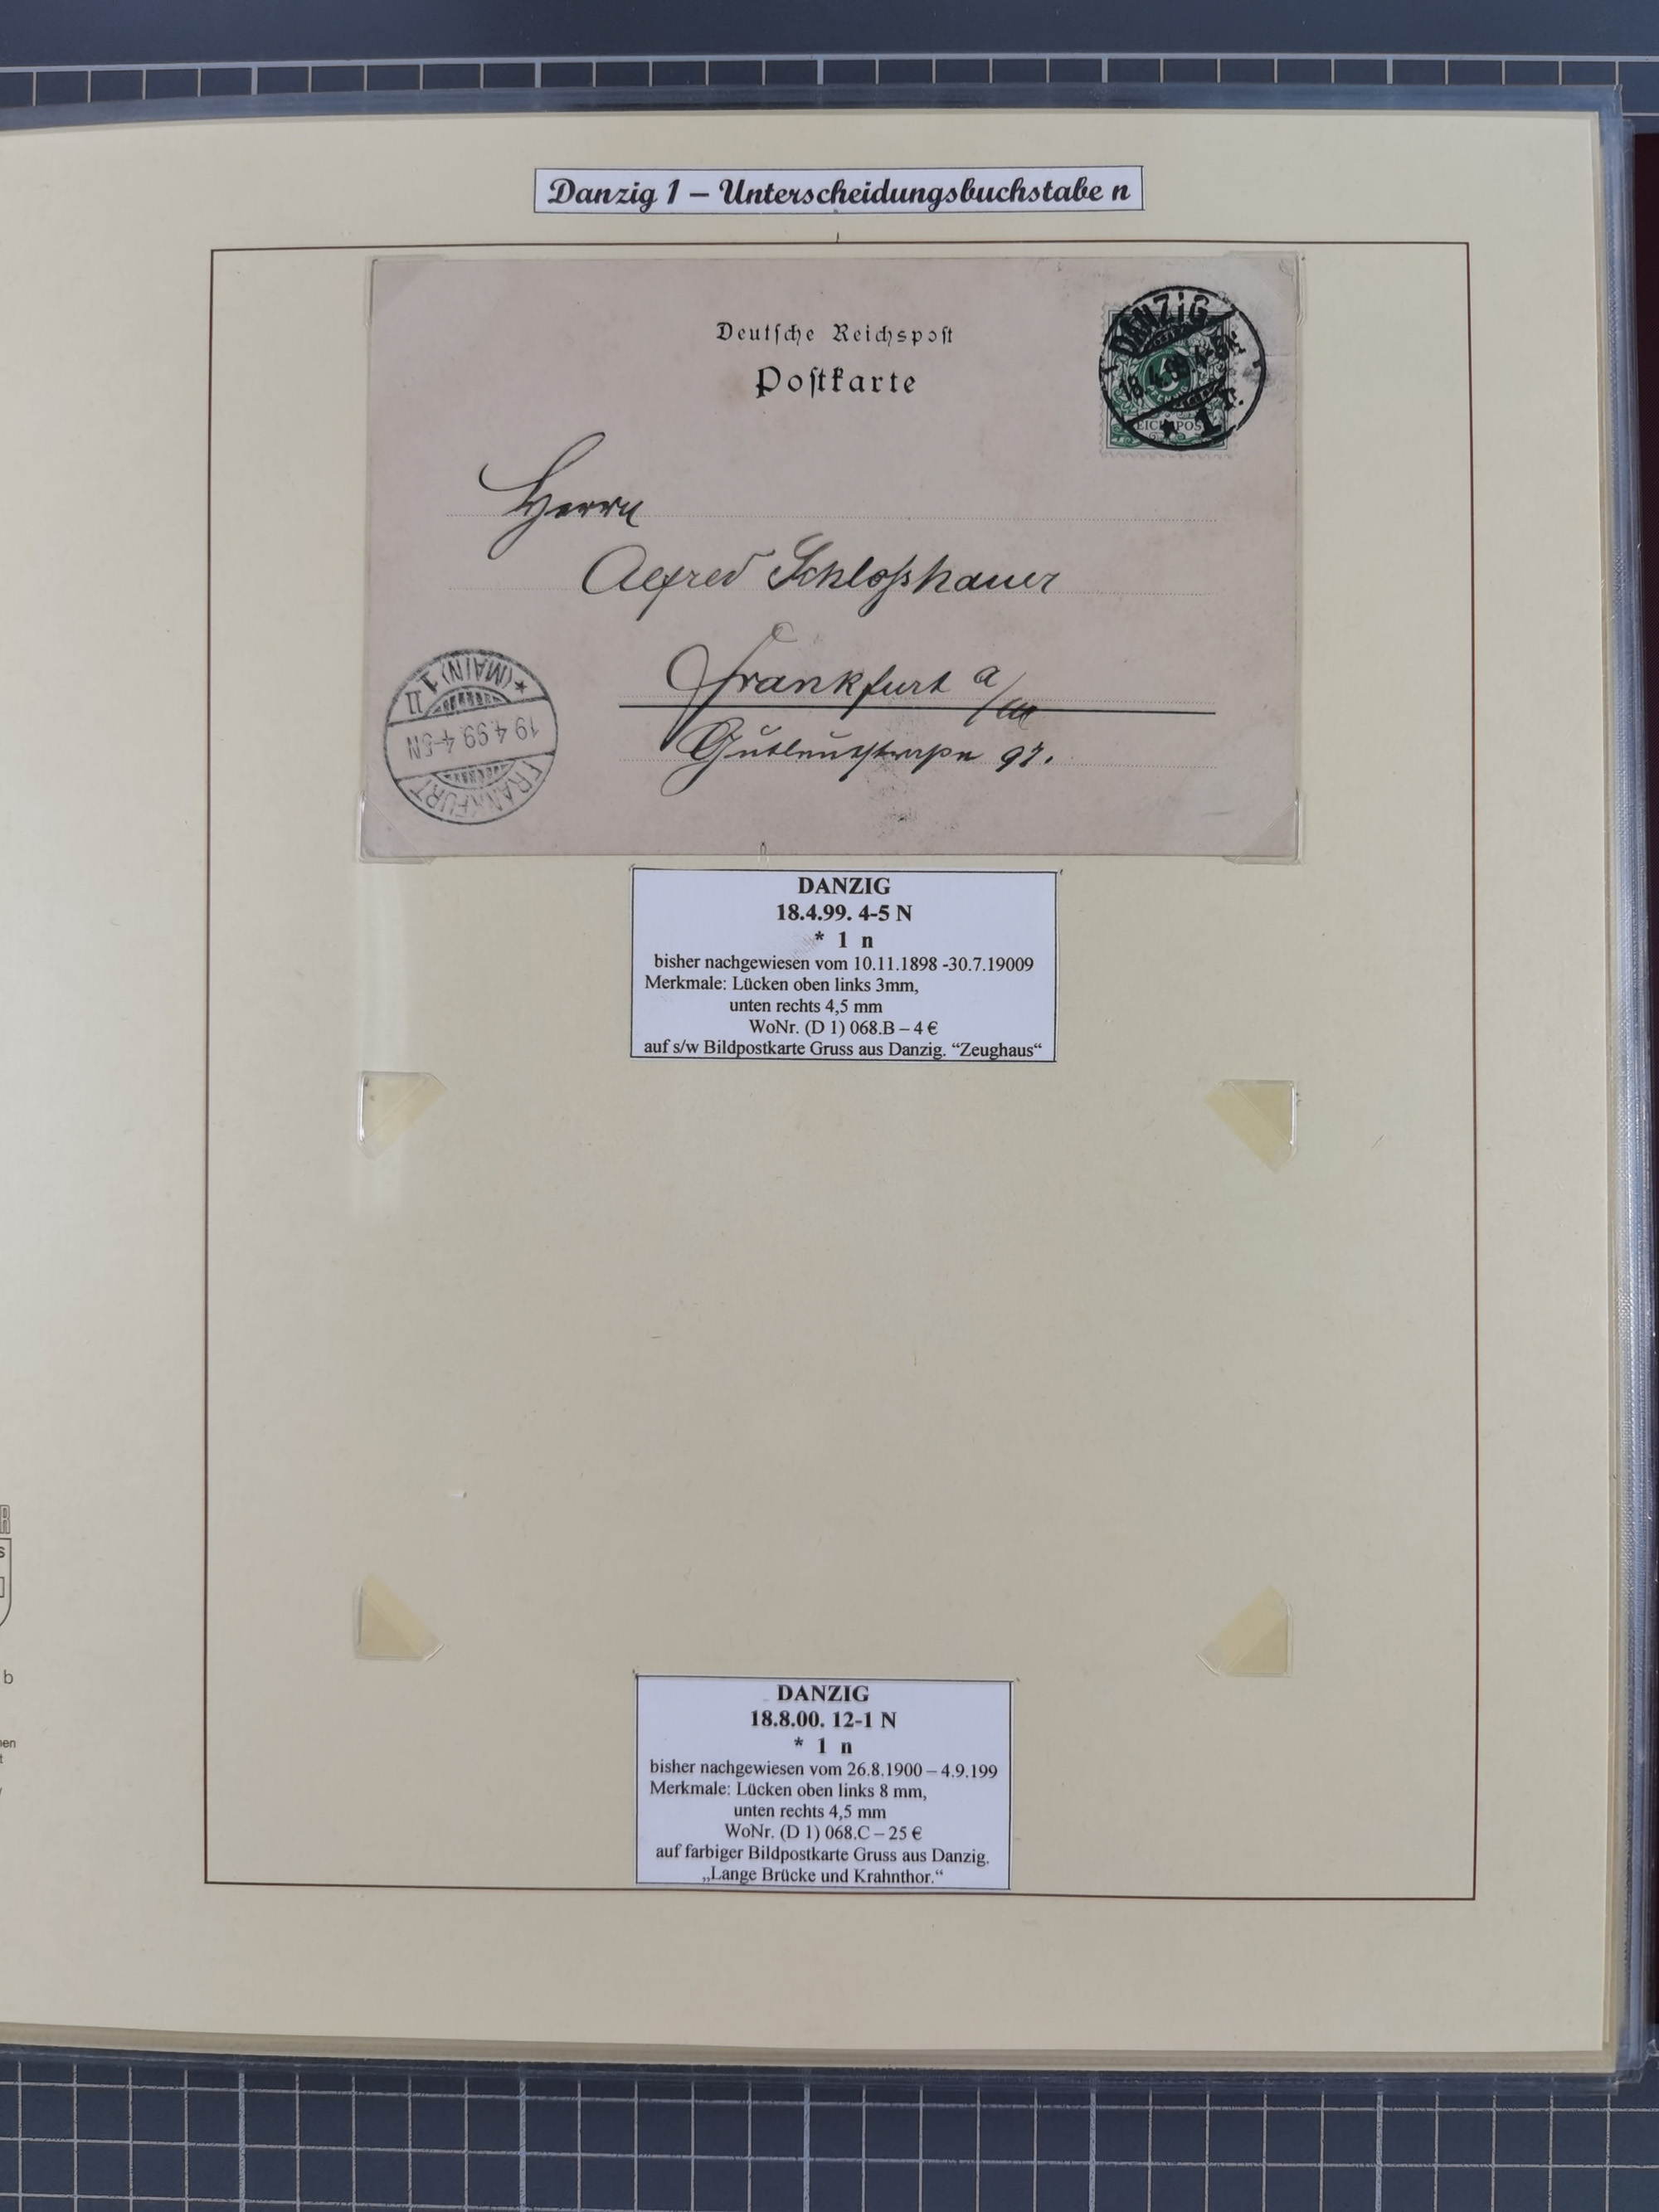 Danzig 1 – Unterscheidungsbuchstabe n
Deutſche Reichspoſt
Poſtkarte
DANZIG
18.4.99 4-5N
* 1 n
REICHSPOST
Herrn
Alfred Schloßhauer
Frankfurt a/M
Gutleutstraße 97.
FRANKFURT
19.4.99.4-5N
*(MAIN) 1 II
DANZIG
18.4.99. 4-5 N
* 1 n
bisher nachgewiesen vom 10.11.1898 -30.7.19009
Merkmale: Lücken oben links 3mm,
unten rechts 4,5 mm
WoNr. (D 1) 068.B – 4 €
auf s/w Bildpostkarte Gruss aus Danzig. “Zeughaus“
DANZIG
18.8.00. 12-1 N
* 1 n
bisher nachgewiesen vom 26.8.1900 – 4.9.199
Merkmale: Lücken oben links 8 mm,
unten rechts 4,5 mm
WoNr. (D 1) 068.C – 25 €
auf farbiger Bildpostkarte Gruss aus Danzig.
„Lange Brücke und Krahnthor.“
b